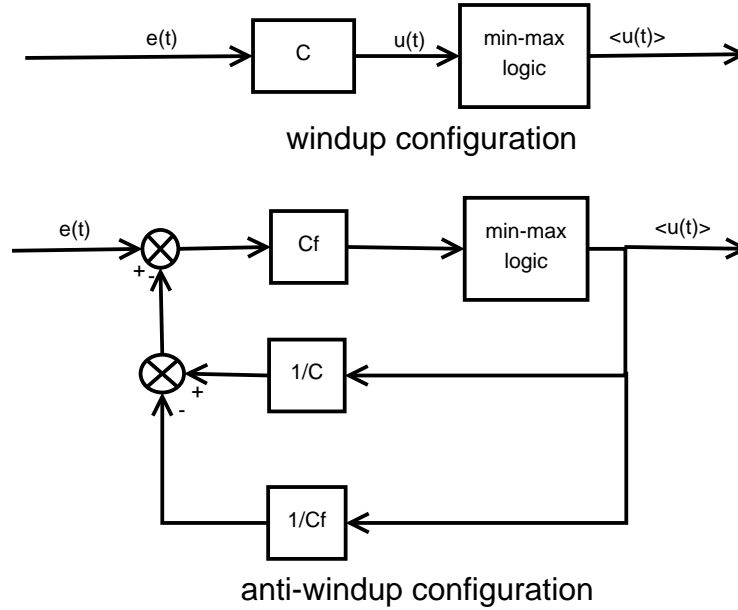 e(t)
C
u(t)
min-max
logic
<u(t)>
windup configuration
e(t)
+
-
Cf
min-max
logic
<u(t)>
1/C
+
-
1/Cf
anti-windup configuration